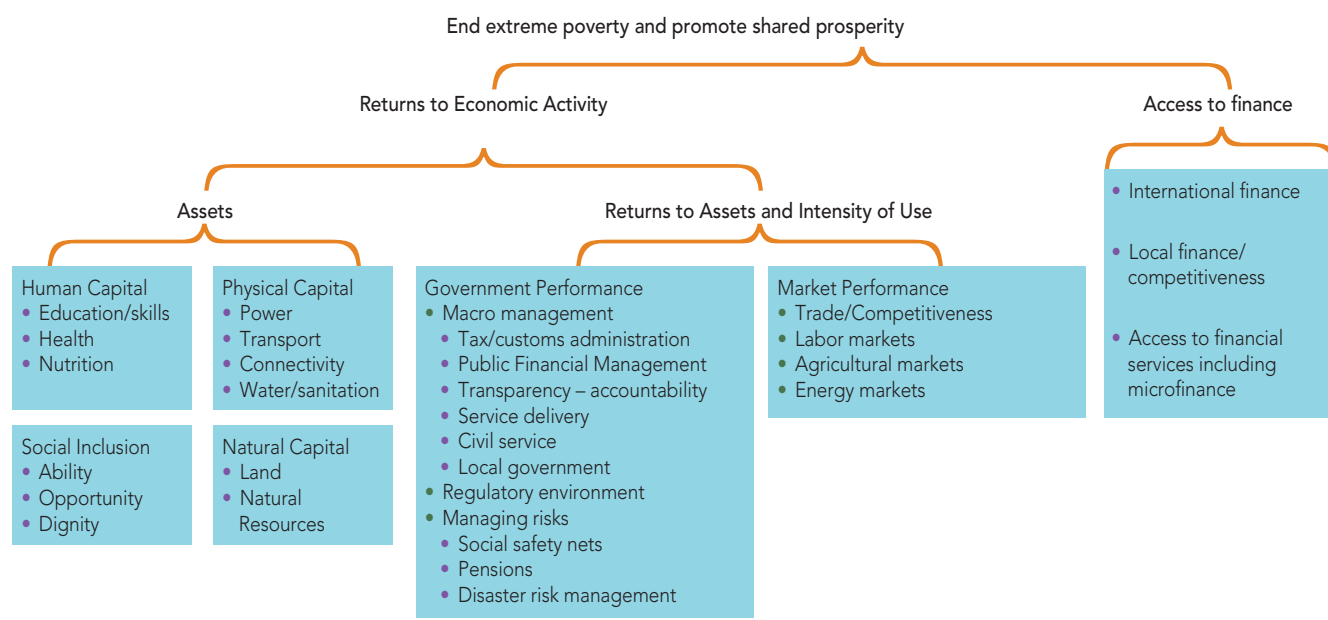 End extreme poverty and promote shared prosperity
Returns to Economic Activity
Access to finance
Assets
Returns to Assets and Intensity of Use
Human Capital
• Education/skills
• Health
• Nutrition
Physical Capital
• Power
• Transport
• Connectivity
• Water/sanitation
Social Inclusion
• Ability
• Opportunity
• Dignity
Natural Capital
• Land
• Natural
Resources
Government Performance
• Macro management
• Tax/customs administration
• Public Financial Management
• Transparency – accountability
• Service delivery
• Civil service
• Local government
• Regulatory environment
• Managing risks
• Social safety nets
• Pensions
• Disaster risk management
Market Performance
• Trade/Competitiveness
• Labor markets
• Agricultural markets
• Energy markets
• International finance
• Local finance/
competitiveness
• Access to financial
services including
microfinance